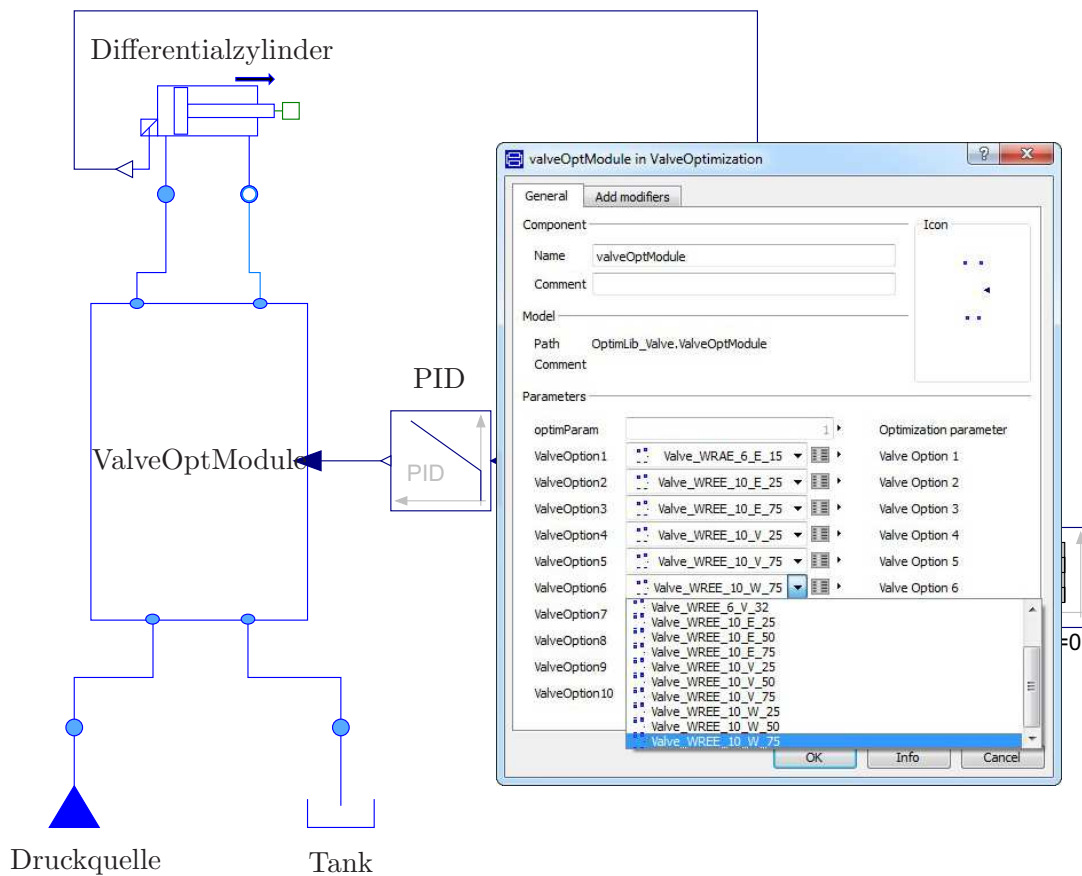 Differentialzylinder
valveOptModule in ValveOptimization
General
Add modifiers
Component
Icon
Name
valveOptModule
Comment
Model
Path
OptimLib_Valve.ValveOptModule
Comment
PID
Parameters
optimParam
1
Optimization parameter
ValveOption1
Valve_WRAE_6_E_15
Valve Option 1
ValveOptModule
PID
ValveOption2
Valve_WREE_10_E_25
Valve Option 2
ValveOption3
Valve_WREE_10_E_75
Valve Option 3
ValveOption4
Valve_WREE_10_V_25
Valve Option 4
ValveOption5
Valve_WREE_10_V_75
Valve Option 5
ValveOption6
Valve_WREE_10_W_75
Valve Option 6
ValveOption7
ValveOption8
ValveOption9
ValveOption10
Valve_WREE_6_V_32
Valve_WREE_10_E_25
Valve_WREE_10_E_50
Valve_WREE_10_E_75
Valve_WREE_10_V_25
Valve_WREE_10_V_50
Valve_WREE_10_V_75
Valve_WREE_10_W_25
Valve_WREE_10_W_50
Valve_WREE_10_W_75
=0
OK
Info
Cancel
Druckquelle
Tank